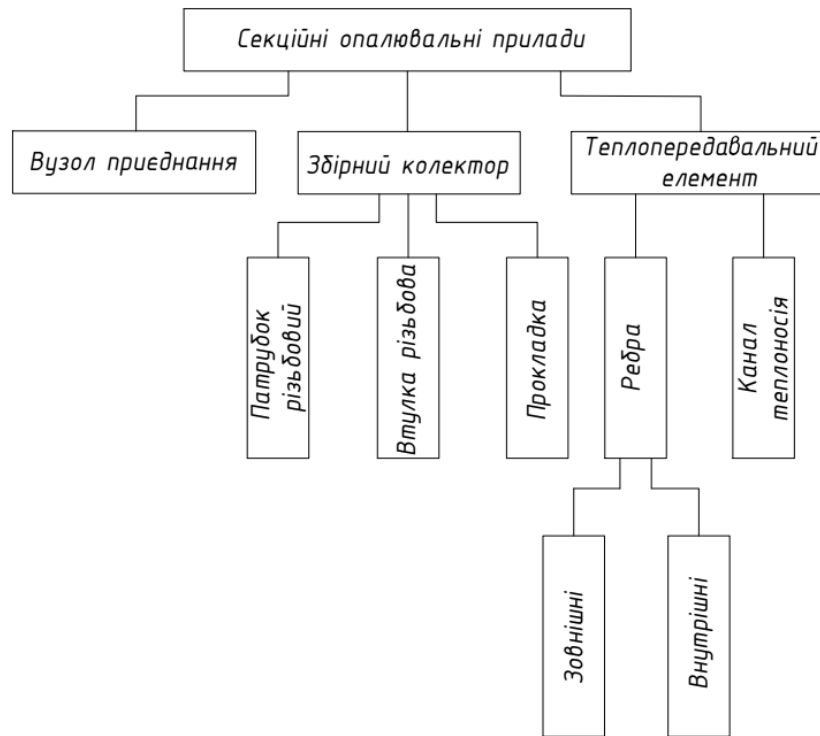 Секційні опалювальні прилади
Вузол приєднання
Збірний колектор
Теплопередавальний
елемент
Патрубок
різьбовий
Втулка різьбова
Прокладка
Ребра
Канал
теплоносія
Зовнішні
Внутрішні